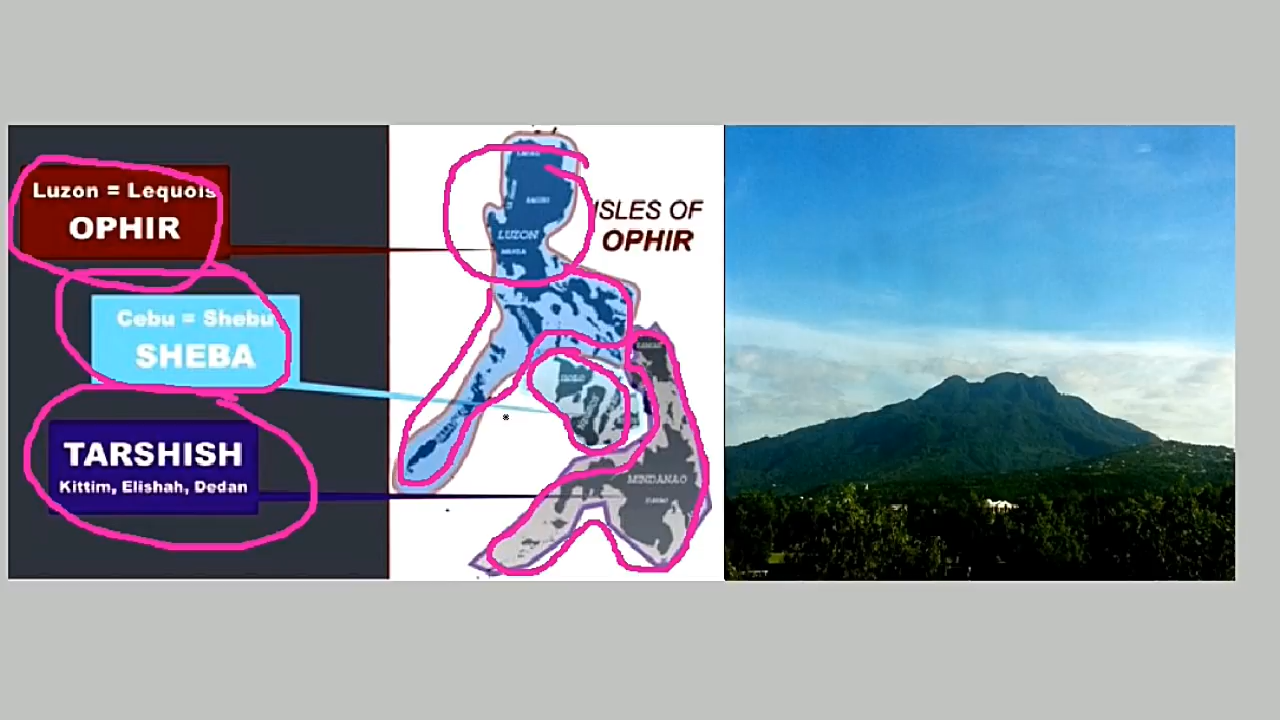 Luzon = Lequois
OPHIR
Cebu = Shebu
SHEBA
TARSHISH
Kittim, Elishah, Dedan
ISLES OF
OPHIR
LUZON
MINDANAO